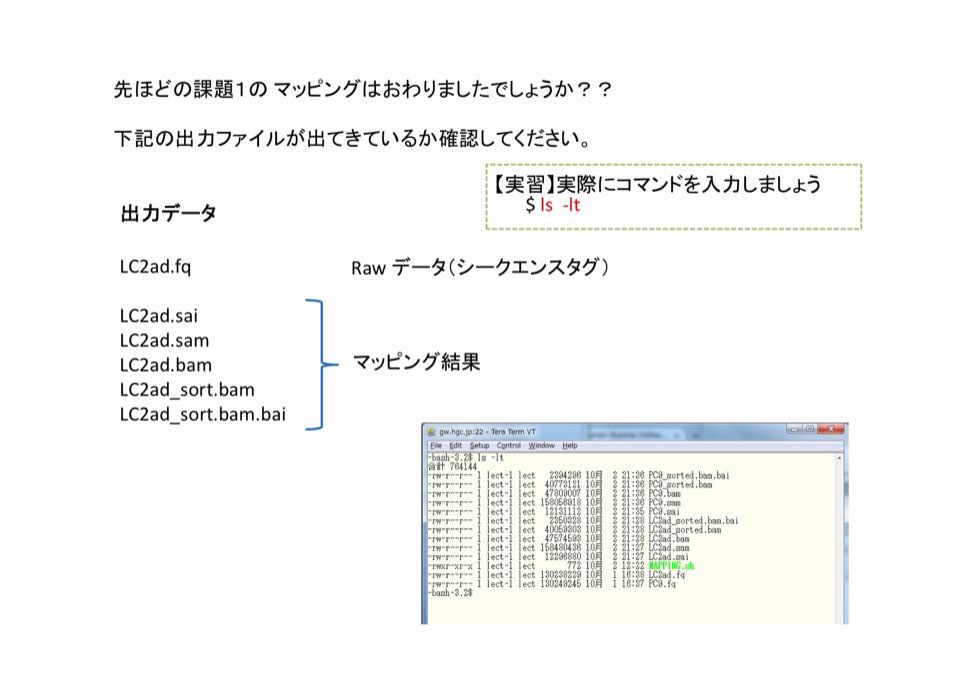 先ほどの課題１の マッピングはおわりましたでしょうか？？
下記の出力ファイルが出てきているか確認してください。
【実習】実際にコマンドを入力しましょう
$ ls -lt
出力データ
LC2ad.fq
Raw データ（シークエンスタグ）
LC2ad.sai
LC2ad.sam
LC2ad.bam
LC2ad_sort.bam
LC2ad_sort.bam.bai
マッピング結果
gw.hgc.jp:22 - Tera Term VT
File Edit Setup Control Window Help
-bash-3.2$ ls -lt
合計 764144
-rw-r--r-- 1 lect-1 lect 2394296 10月 2 21:36 PC9_sorted.bam.bai
-rw-r--r-- 1 lect-1 lect 40773121 10月 2 21:36 PC9_sorted.bam
-rw-r--r-- 1 lect-1 lect 47809007 10月 2 21:36 PC9.bam
-rw-r--r-- 1 lect-1 lect 158056918 10月 2 21:36 PC9.sam
-rw-r--r-- 1 lect-1 lect 12131112 10月 2 21:35 PC9.sai
-rw-r--r-- 1 lect-1 lect 2350328 10月 2 21:28 LC2ad_sorted.bam.bai
-rw-r--r-- 1 lect-1 lect 40059303 10月 2 21:28 LC2ad_sorted.bam
-rw-r--r-- 1 lect-1 lect 47574593 10月 2 21:28 LC2ad.bam
-rw-r--r-- 1 lect-1 lect 158480436 10月 2 21:27 LC2ad.sam
-rw-r--r-- 1 lect-1 lect 12296880 10月 2 21:27 LC2ad.sai
-rwxr-xr-x 1 lect-1 lect 772 10月 2 12:22 MAPPING.sh
-rw-r--r-- 1 lect-1 lect 130238229 10月 1 16:38 LC2ad.fq
-rw-r--r-- 1 lect-1 lect 130249245 10月 1 16:37 PC9.fq
-bash-3.2$